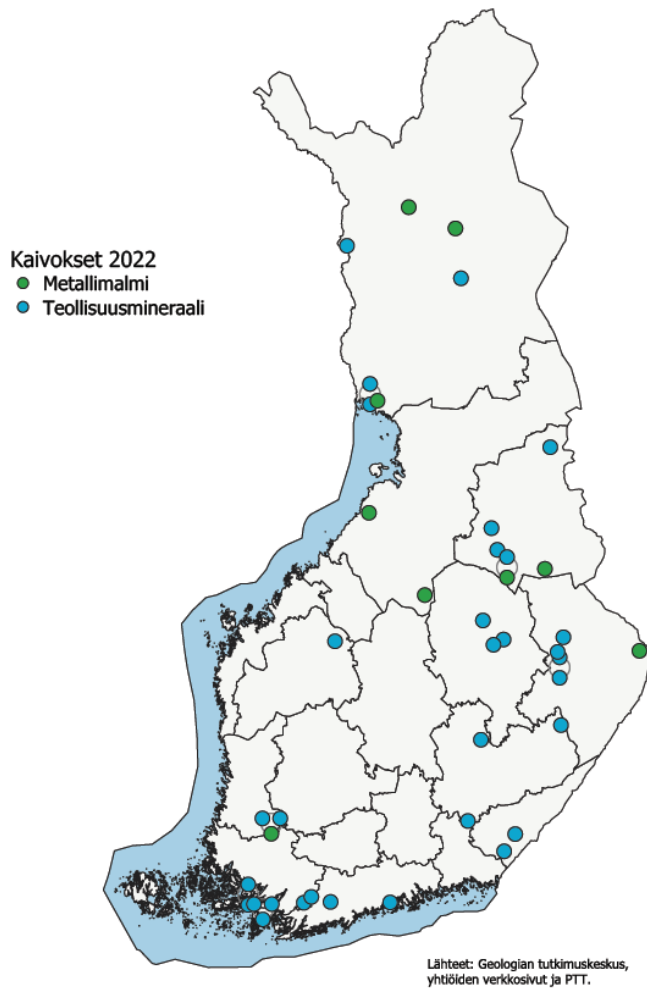 Kaivokset 2022
Metallimalmi
Teollisuusmineraali
Lähteet: Geologian tutkimuskeskus,
yhtiöiden verkkosivut ja PTT.